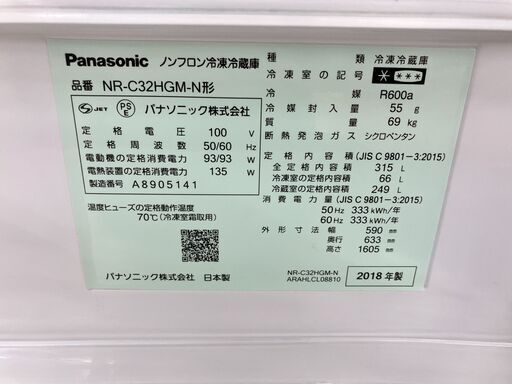 Panasonic ノンフロン冷凍冷蔵庫
品番 NR-C32HGM-N形
S JET PS E パナソニック株式会社
定格電圧 100 V
定格周波数 50/60 Hz
電動機の定格消費電力 93/93 W
電熱装置の定格消費電力 135 W
製造番号 A8905141
温度ヒューズの定格動作温度
70℃(冷凍室霜取用)
パナソニック株式会社 日本製
種類 冷凍冷蔵庫
冷凍室の記号 * ***
冷媒 R600a
冷媒封入量 55 g
質量 69 kg
断熱発泡ガス シクロペンタン
定格内容積 (JIS C 9801-3:2015)
全定格内容積 315 L
冷凍室の定格内容積 66 L
冷蔵室の定格内容積 249 L
消費電力量 (JIS C 9801-3:2015)
50Hz 333 kWh/年
60Hz 333 kWh/年
外形寸法 幅 590 mm
奥行 633 mm
高さ 1605 mm
NR-C32HGM-N
ARAHLCL08810
2018年製